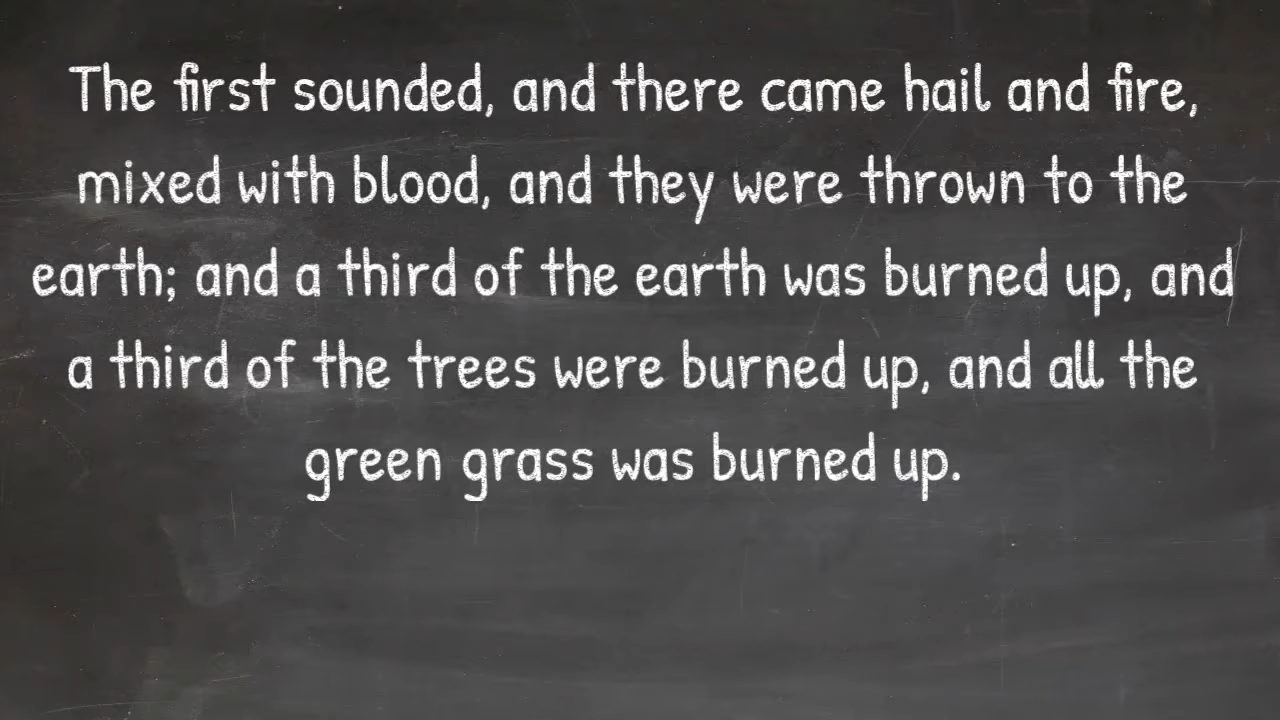 The first sounded, and there came hail and fire,
mixed with blood, and they were thrown to the
earth; and a third of the earth was burned up, and
a third of the trees were burned up, and all the
green grass was burned up.